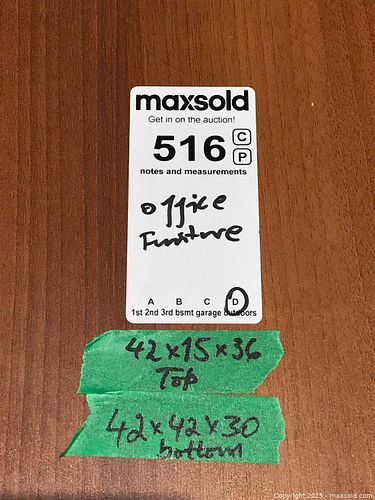 maxsold
Get in on the auction!
516 C
P
notes and measurements
office
Furniture
A B C D
1st 2nd 3rd bsmt garage outdoors
42x15x36
Top
42x42x30
bottom
Copyright 2025 - maxsold.com